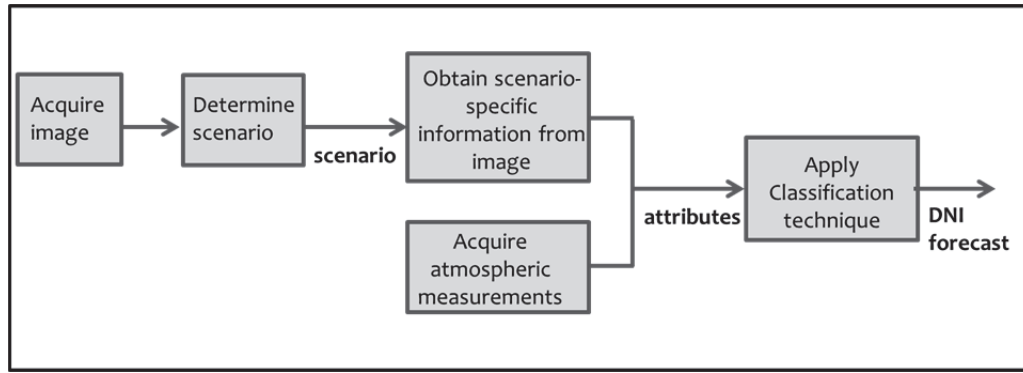 Acquire
image
Determine
scenario
scenario
Obtain scenario-
specific
information from
image
Acquire
atmospheric
measurements
attributes
Apply
Classification
technique
DNI
forecast